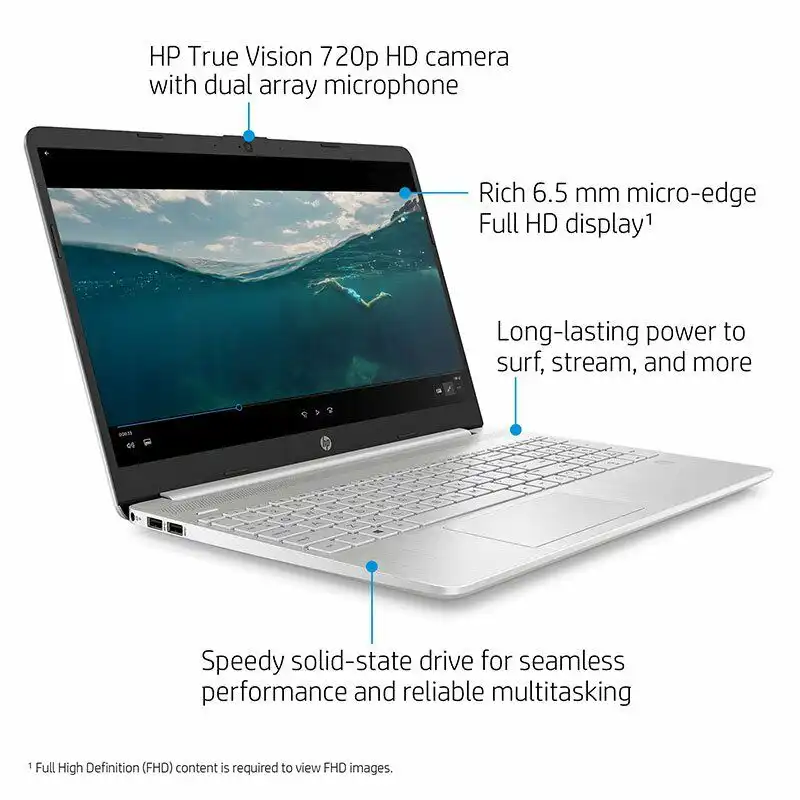 HP True Vision 720p HD camera
with dual array microphone
Rich 6.5 mm micro-edge
Full HD display¹
Long-lasting power to
surf, stream, and more
hp
Speedy solid-state drive for seamless
performance and reliable multitasking
¹ Full High Definition (FHD) content is required to view FHD images.